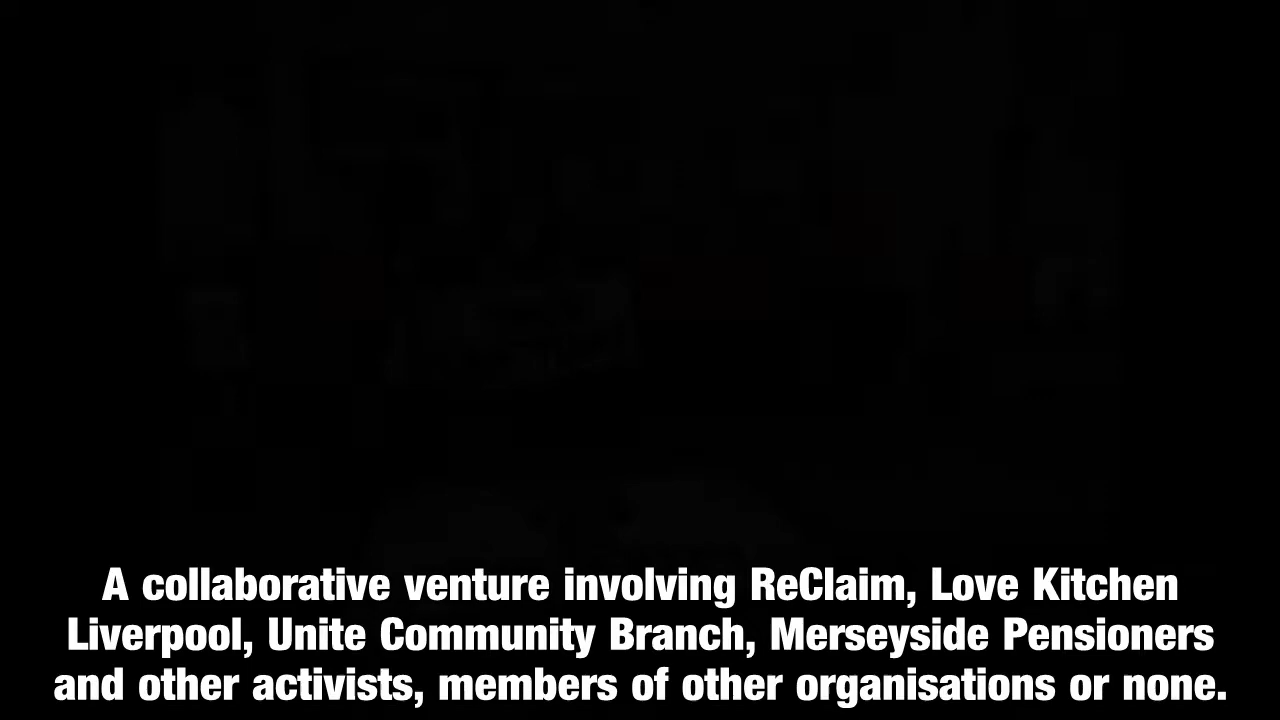 A collaborative venture involving ReClaim, Love Kitchen
Liverpool, Unite Community Branch, Merseyside Pensioners
and other activists, members of other organisations or none.